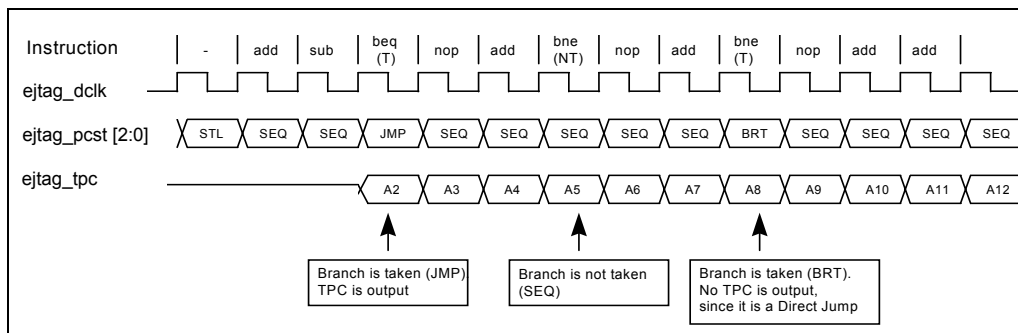 Instruction - add sub beq (T) nop add bne (NT) nop add bne (T) nop add add
ejtag_dclk
ejtag_pcst [2:0] STL SEQ SEQ JMP SEQ SEQ SEQ SEQ SEQ BRT SEQ SEQ SEQ SEQ
ejtag_tpc A2 A3 A4 A5 A6 A7 A8 A9 A10 A11 A12
Branch is taken (JMP)
TPC is output
Branch is not taken
(SEQ)
Branch is taken (BRT).
No TPC is output,
since it is a Direct Jump